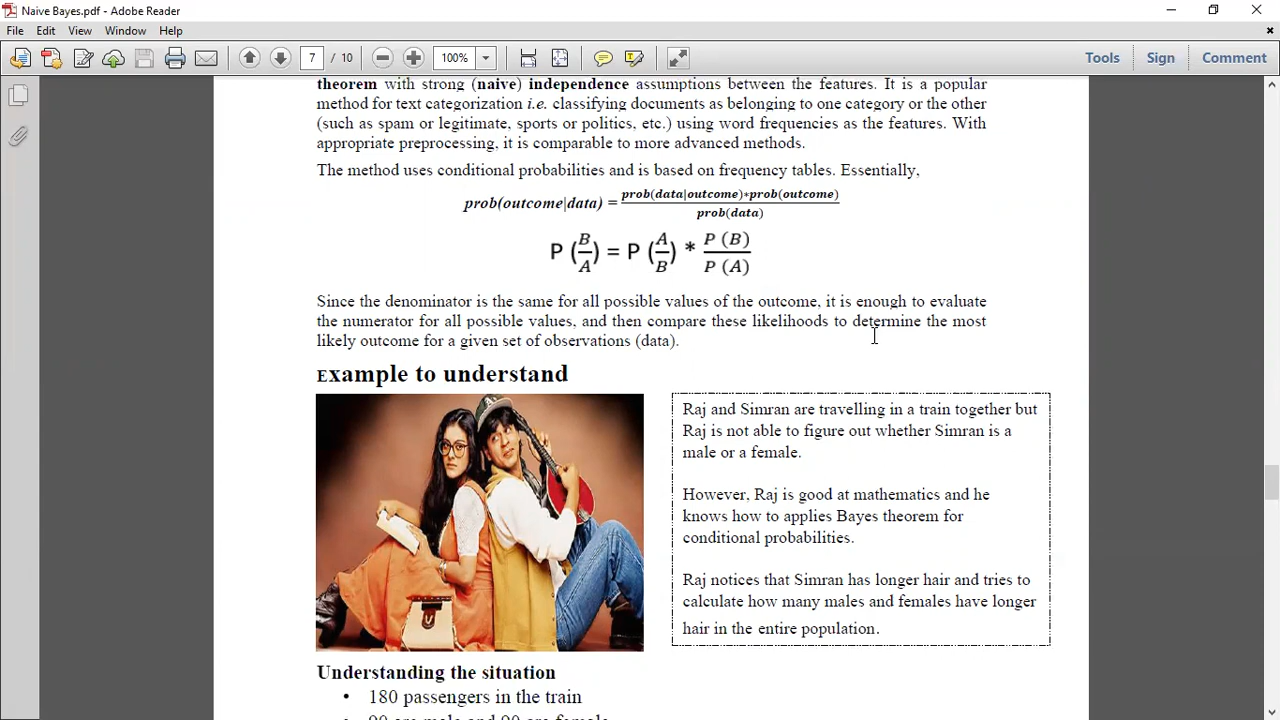 Naive Bayes.pdf - Adobe Reader
File Edit View Window Help
7 / 10 100% Tools Sign Comment
theorem with strong (naive) independence assumptions between the features. It is a popular
method for text categorization i.e. classifying documents as belonging to one category or the other
(such as spam or legitimate, sports or politics, etc.) using word frequencies as the features. With
appropriate preprocessing, it is comparable to more advanced methods.
The method uses conditional probabilities and is based on frequency tables. Essentially,
prob(outcome|data) = prob(data|outcome)*prob(outcome) / prob(data)
P (B/A) = P (A/B) * P (B) / P (A)
Since the denominator is the same for all possible values of the outcome, it is enough to evaluate
the numerator for all possible values, and then compare these likelihoods to determine the most
likely outcome for a given set of observations (data).
Example to understand
Raj and Simran are travelling in a train together but
Raj is not able to figure out whether Simran is a
male or a female.
However, Raj is good at mathematics and he
knows how to applies Bayes theorem for
conditional probabilities.
Raj notices that Simran has longer hair and tries to
calculate how many males and females have longer
hair in the entire population.
Understanding the situation
• 180 passengers in the train
• 90 are male and 90 are female